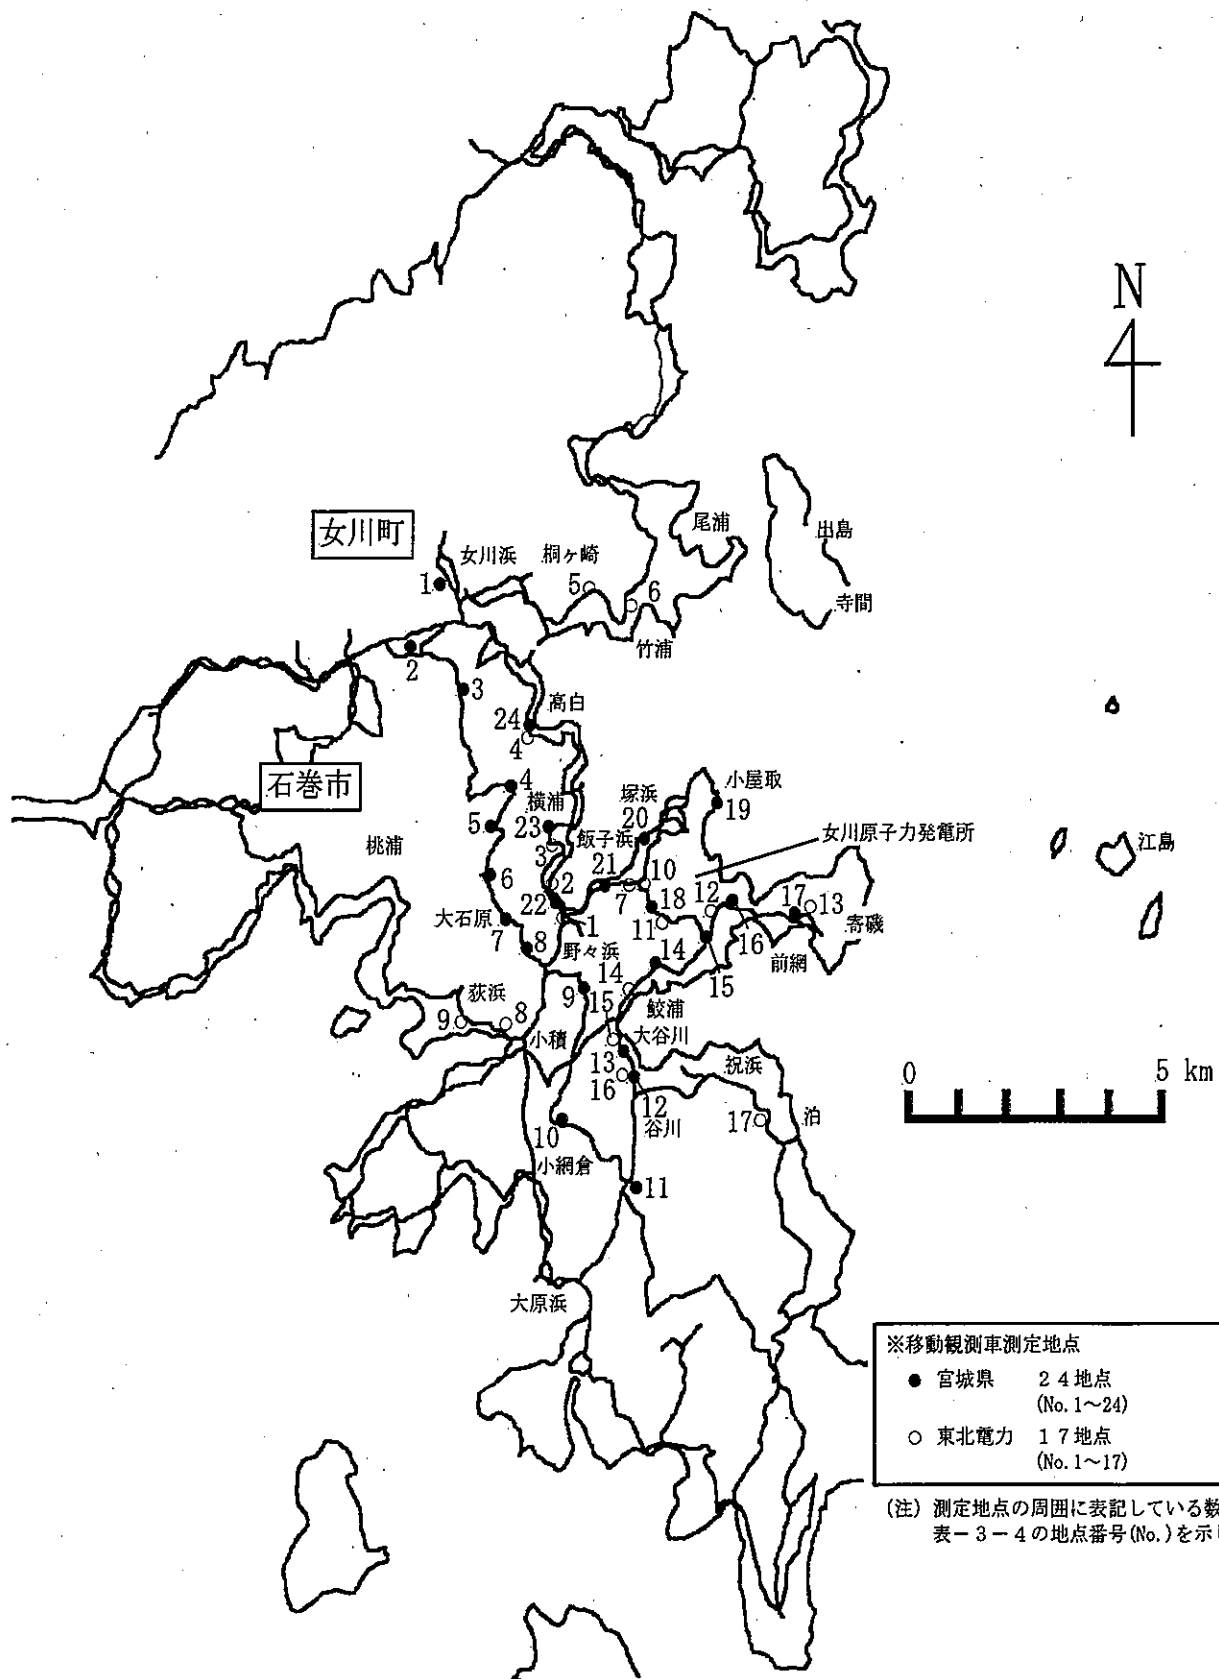 N
尾浦
出島
女川町
女川浜
桐ヶ崎
1
5
6
寺間
竹浦
2
3
高白
24
4
小屋取
石巻市
4
塚浜
19
横浦
20
5
23
女川原子力発電所
飯子浜
桃浦
3
21
江島
6
2
10
7
18
12
17
13
22
大石原
1
11
16
寄磯
7
8
野々浜
14
15
前網
9
14
15
鮫浦
荻浜
9
8
小積
大谷川
13
祝浜
0
5 km
16
12
谷川
17
泊
10
小網倉
11
大原浜
※移動観測車測定地点
● 宮城県 24地点
(No.1～24)
○ 東北電力 17地点
(No.1～17)
(注) 測定地点の周囲に表記している数
表－3－4の地点番号(No.)を示